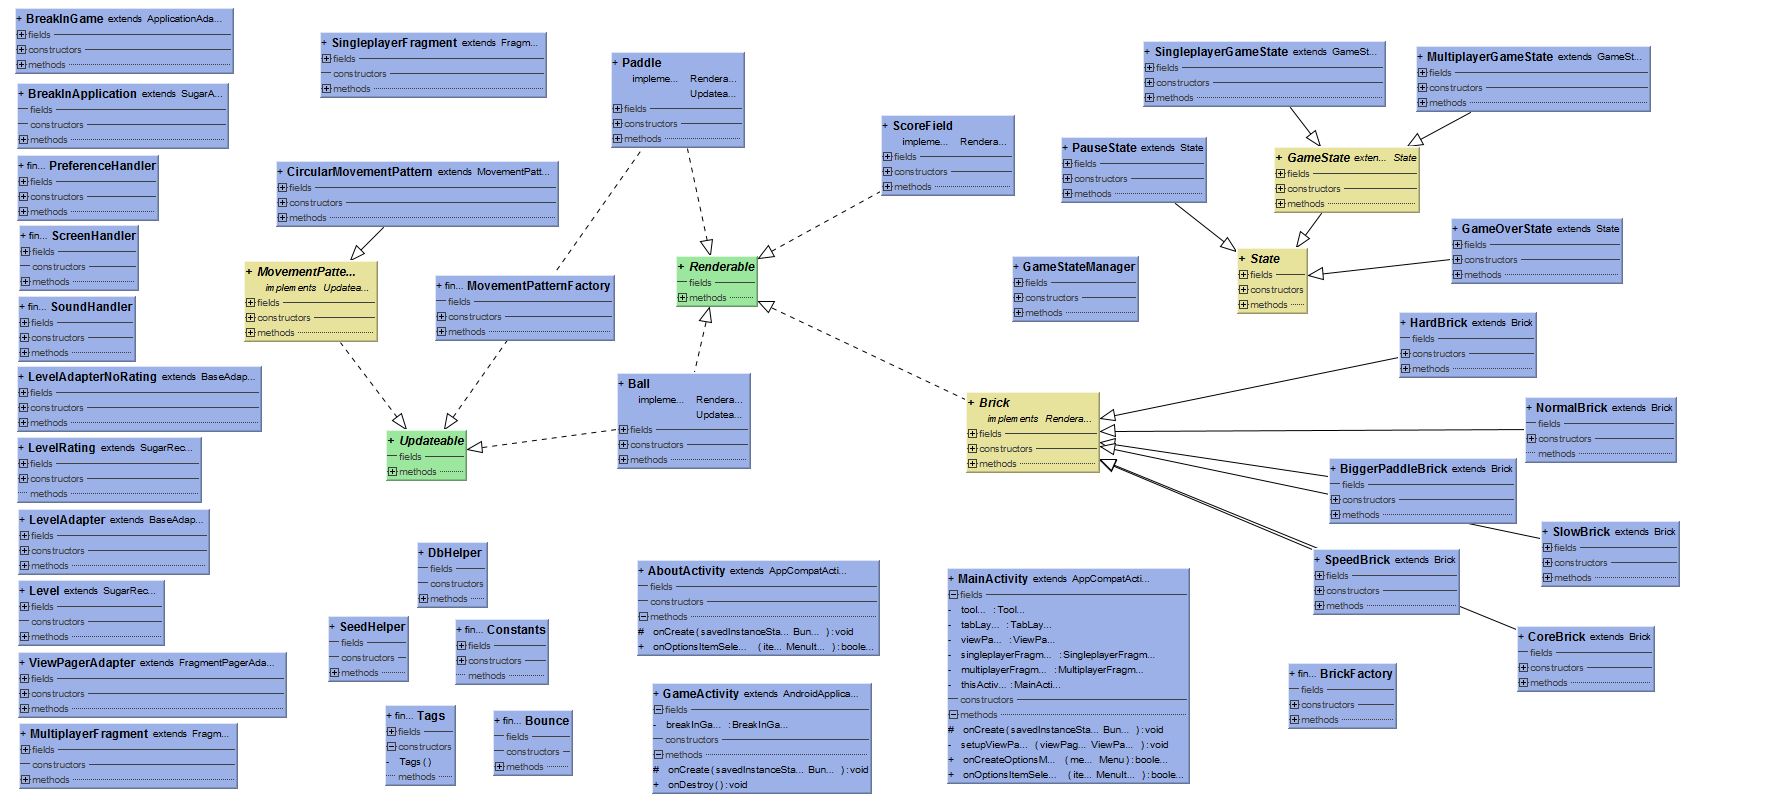 + BreakInGame extends ApplicationAda...
fields
constructors
methods
+ BreakInApplication extends SugarA...
fields
constructors
methods
+ fin... PreferenceHandler
fields
constructors
methods
+ fin... ScreenHandler
fields
constructors
methods
+ fin... SoundHandler
fields
constructors
methods
+ LevelAdapterNoRating extends BaseAdap...
fields
constructors
methods
+ LevelRating extends SugarRec...
fields
constructors
methods
+ LevelAdapter extends BaseAdap...
fields
constructors
methods
+ Level extends SugarRec...
fields
constructors
methods
+ ViewPagerAdapter extends FragmentPagerAda...
fields
constructors
methods
+ MultiplayerFragment extends Fragm...
fields
constructors
methods
+ SingleplayerFragment extends Fragm...
fields
constructors
methods
+ CircularMovementPattern extends MovementPatt...
fields
constructors
methods
+ MovementPatte...
implements Updatea...
fields
constructors
methods
+ fin... MovementPatternFactory
fields
constructors
methods
+ Updateable
fields
methods
+ Paddle
impleme... Rendera...
Updatea...
fields
constructors
methods
+ ScoreField
impleme... Rendera...
fields
constructors
methods
+ Renderable
fields
methods
+ Ball
impleme... Rendera...
Updatea...
fields
constructors
methods
+ DbHelper
fields
constructors
methods
+ SeedHelper
fields
constructors
methods
+ fin... Constants
fields
constructors
methods
+ fin... Tags
fields
constructors
- Tags ( )
methods
+ fin... Bounce
fields
constructors
methods
+ AboutActivity extends AppCompatActi...
fields
constructors
methods
# onCreate ( savedInstanceSta... Bun... ) : void
+ onOptionsItemSele... ( ite... MenuIt... ) : boole...
+ GameActivity extends AndroidApplica...
fields
- breakInGa... : BreakInGa...
constructors
methods
# onCreate ( savedInstanceSta... Bun... ) : void
+ onDestroy ( ) : void
+ MainActivity extends AppCompatActi...
fields
- tool... : Tool...
- tabLay... : TabLay...
- viewPa... : ViewPa...
- singleplayerFragm... : SingleplayerFragm...
- multiplayerFragm... : MultiplayerFragm...
- thisActiv... : MainActi...
constructors
methods
# onCreate ( savedInstanceSta... Bun... ) : void
- setupViewPa... ( viewPag... ViewPa... ) : void
+ onCreateOptionsM... ( me... Menu ) : boole...
+ onOptionsItemSele... ( ite... MenuIt... ) : boole...
+ SingleplayerGameState extends GameSt...
fields
constructors
methods
+ MultiplayerGameState extends GameSt...
fields
constructors
methods
+ PauseState extends State
fields
constructors
methods
+ GameState exten... State
fields
constructors
methods
+ GameOverState extends State
fields
constructors
methods
+ GameStateManager
fields
constructors
methods
+ State
fields
constructors
methods
+ HardBrick extends Brick
fields
constructors
methods
+ Brick
implements Rendera...
fields
constructors
methods
+ NormalBrick extends Brick
fields
constructors
methods
+ BiggerPaddleBrick extends Brick
fields
constructors
methods
+ SlowBrick extends Brick
fields
constructors
methods
+ SpeedBrick extends Brick
fields
constructors
methods
+ CoreBrick extends Brick
fields
constructors
methods
+ fin... BrickFactory
fields
constructors
methods